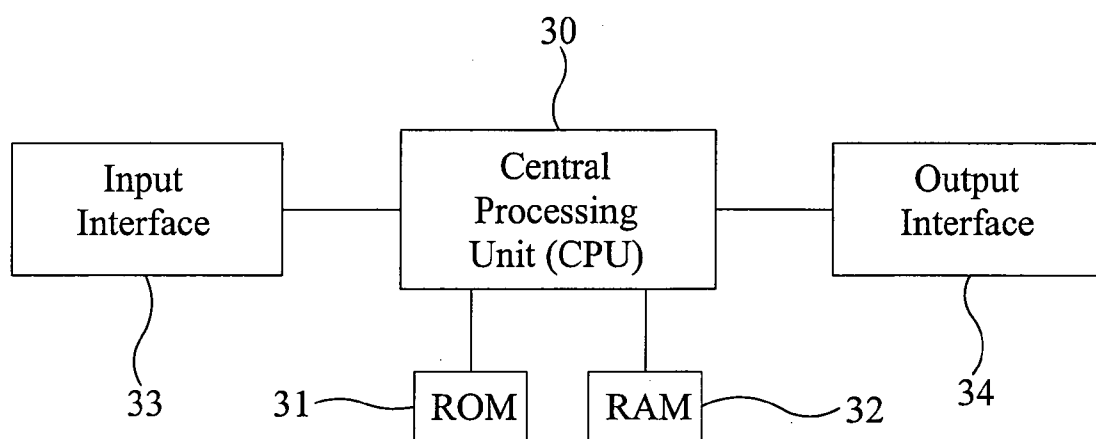 30
Input
Interface
Central
Processing
Unit (CPU)
Output
Interface
33
31
ROM
RAM
32
34